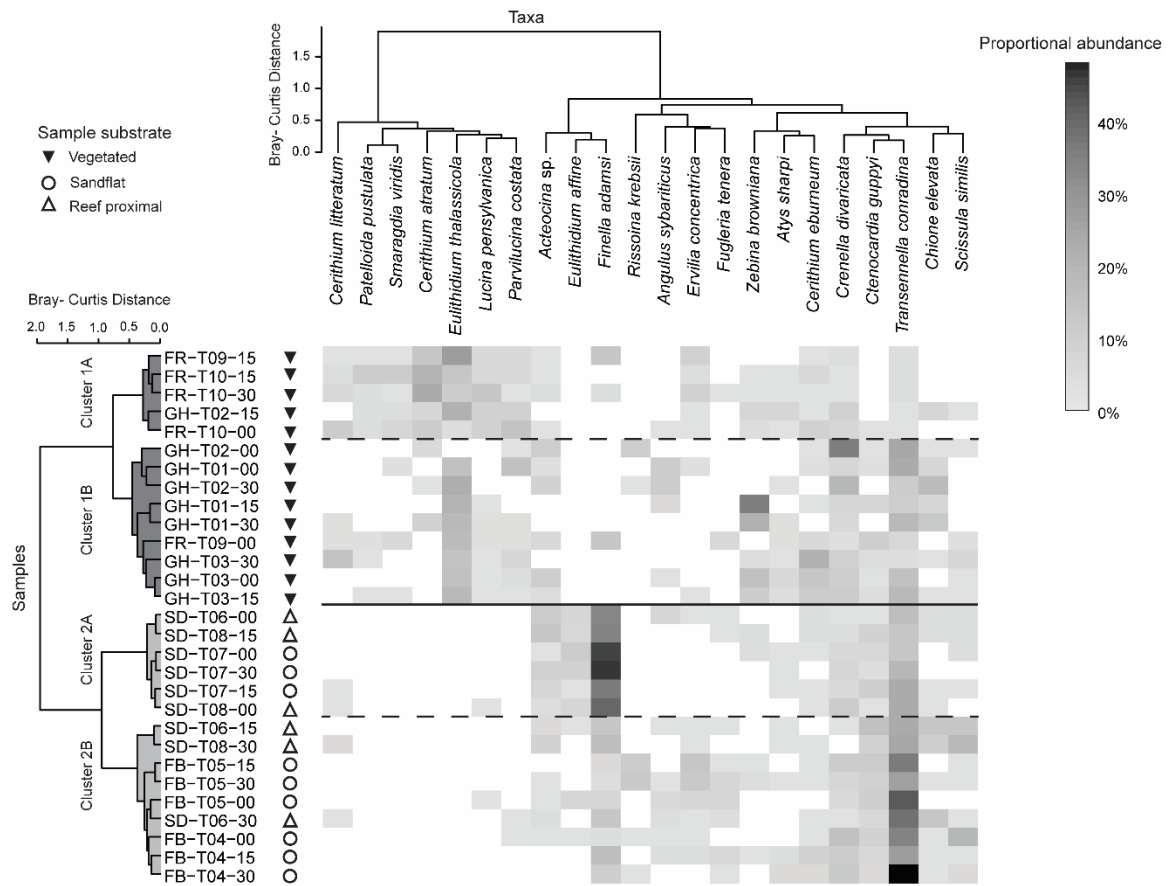 Taxa
Bray- Curtis Distance
1.5
1.0
0.5
0.0
Proportional abundance
40%
30%
20%
10%
0%
Sample substrate
Vegetated
Sandflat
Reef proximal
Cerithium litteratum
Patelloida pustulata
Smaragdia viridis
Cerithium atratum
Eulithidium thalassicola
Lucina pensylvanica
Parvilucina costata
Acteocina sp.
Eulithidium affine
Finella adamsi
Rissoina krebsii
Angulus sybariticus
Ervilia concentrica
Fugleria tenera
Zebina browniana
Atys sharpi
Cerithium eburneum
Crenella divaricata
Ctenocardia guppyi
Transennella conradina
Chione elevata
Scissula similis
Bray- Curtis Distance
2.0 1.5 1.0 0.5 0.0
Samples
Cluster 1A
Cluster 1B
Cluster 2A
Cluster 2B
FR-T09-15
FR-T10-15
FR-T10-30
GH-T02-15
FR-T10-00
GH-T02-00
GH-T01-00
GH-T02-30
GH-T01-15
GH-T01-30
FR-T09-00
GH-T03-30
GH-T03-00
GH-T03-15
SD-T06-00
SD-T08-15
SD-T07-00
SD-T07-30
SD-T07-15
SD-T08-00
SD-T06-15
SD-T08-30
FB-T05-15
FB-T05-30
FB-T05-00
SD-T06-30
FB-T04-00
FB-T04-15
FB-T04-30